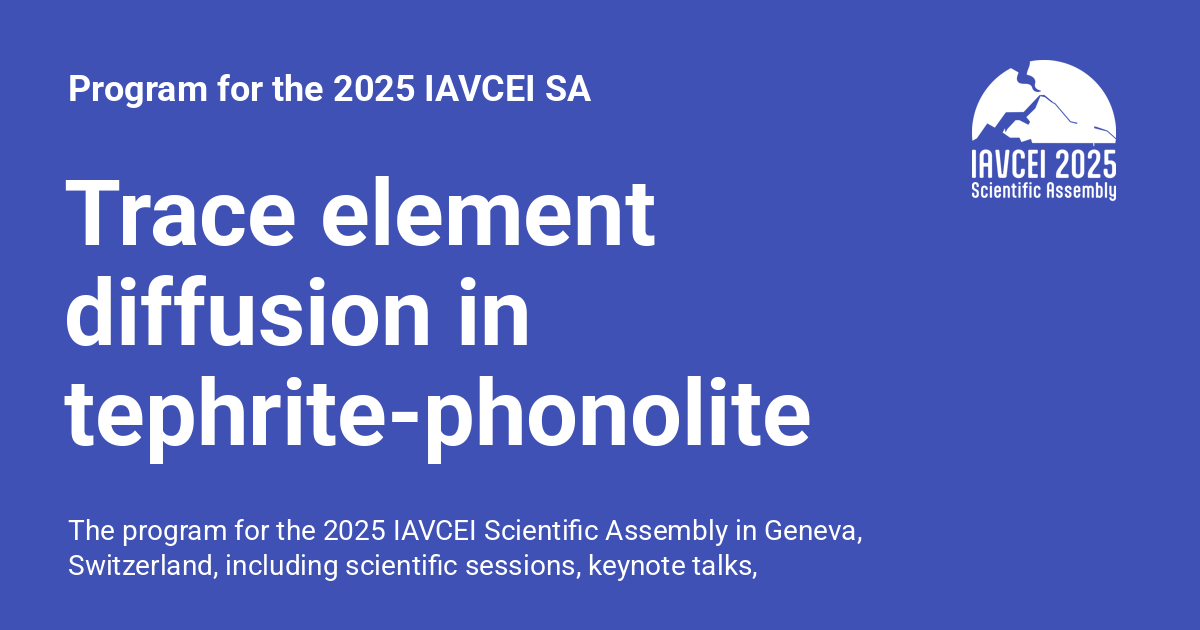 Program for the 2025 IAVCEI SA
IAVCEI 2025
Scientific Assembly
Trace element
diffusion in
tephrite-phonolite
The program for the 2025 IAVCEI Scientific Assembly in Geneva,
Switzerland, including scientific sessions, keynote talks,